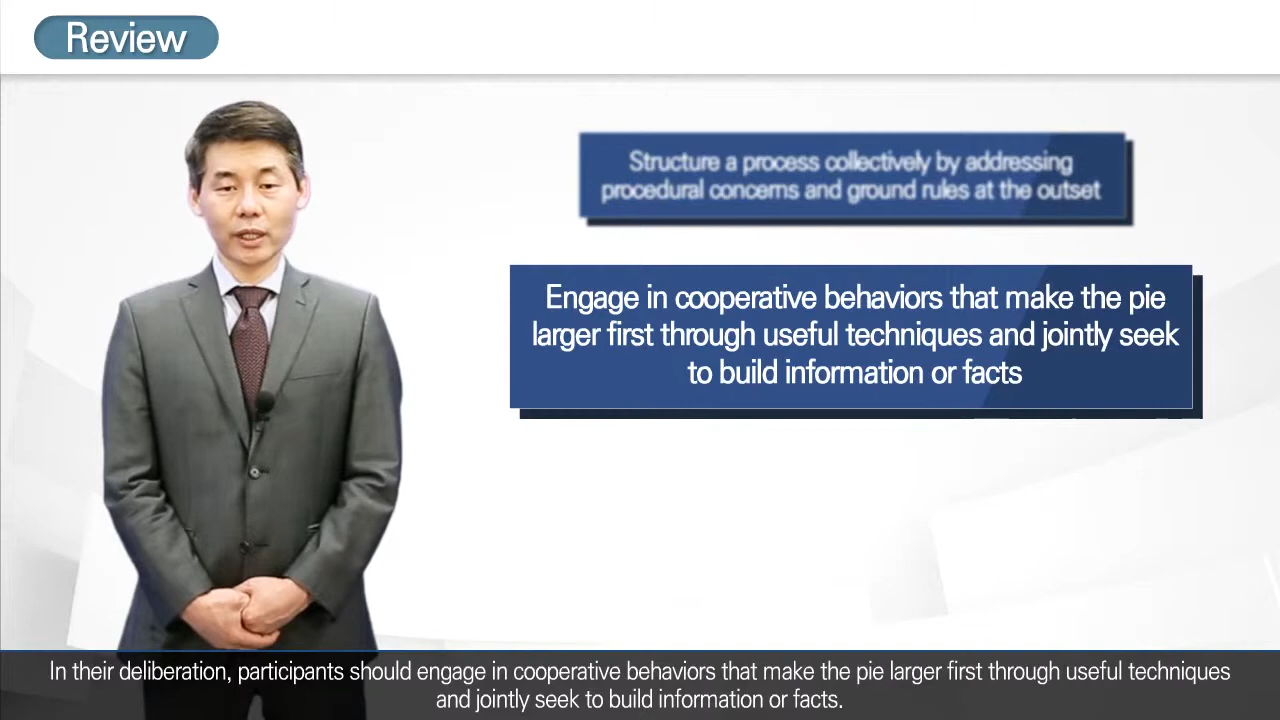 Review
Structure a process collectively by addressing
procedural concerns and ground rules at the outset
Engage in cooperative behaviors that make the pie
larger first through useful techniques and jointly seek
to build information or facts
In their deliberation, participants should engage in cooperative behaviors that make the pie larger first through useful techniques
and jointly seek to build information or facts.